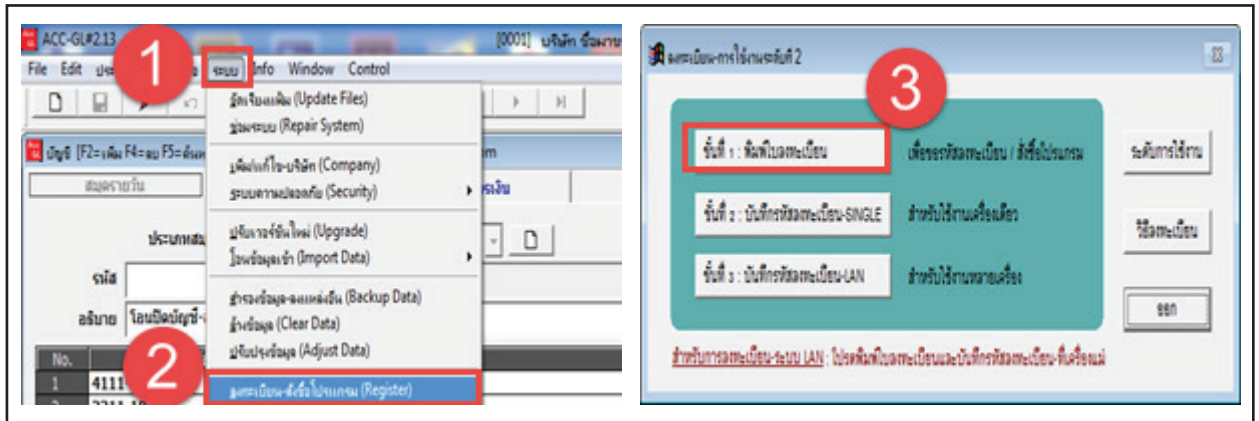 ACC-GL#2.13
[0001] บริษัท ชื่อมาย
File Edit
ระบบ Info Window Control
1
จัดเรียงแฟ้ม (Update Files)
ซ่อมระบบ (Repair System)
เพิ่ม/แก้ไข-บริษัท (Company)
ระบบความปลอดภัย (Security)
ปรับเวอร์ชันใหม่ (Upgrade)
โอนข้อมูลเข้า (Import Data)
สำรองข้อมูล-ลงแหล่งอื่น (Backup Data)
ล้างข้อมูล (Clear Data)
ปรับปรุงข้อมูล (Adjust Data)
ลงทะเบียน-สั่งซื้อโปรแกรม (Register)
2
บัญชี [F2=เพิ่ม F4=ลบ F5=ค้นห
om
สมุดรายวัน
รเงิน
ประเภทสมุ
รหัส
อธิบาย โอนปิดบัญชี-
No.
1 4111
ลงทะเบียน-การใช้งานระดับที่ 2
3
ขั้นที่ 1 : พิมพ์ใบลงทะเบียน
เพื่อขอรหัสลงทะเบียน / สั่งซื้อโปรแกรม
ระดับการใช้งาน
ขั้นที่ 2 : บันทึกรหัสลงทะเบียน-SINGLE
สำหรับใช้งานเครื่องเดียว
วิธีลงทะเบียน
ขั้นที่ 3 : บันทึกรหัสลงทะเบียน-LAN
สำหรับใช้งานหลายเครื่อง
ออก
สำหรับการลงทะเบียน-ระบบ LAN : โปรดพิมพ์ใบลงทะเบียนและบันทึกรหัสลงทะเบียน-ที่เครื่องแม่